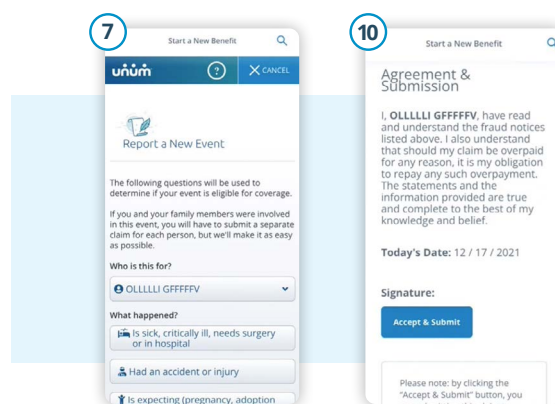 7
Start a New Benefit
unum
?
X CANCEL
Report a New Event
The following questions will be used to
determine if your event is eligible for coverage.
If you and your family members were involved
in this event, you will have to submit a separate
claim for each person, but we'll make it as easy
as possible.
Who is this for?
OLLLLLI GFFFFFV
What happened?
Is sick, critically ill, needs surgery
or in hospital
Had an accident or injury
Is expecting (pregnancy, adoption
10
Start a New Benefit
Agreement &
Submission
I, OLLLLLI GFFFFFV, have read
and understand the fraud notices
listed above. I also understand
that should my claim be overpaid
for any reason, it is my obligation
to repay any such overpayment.
The statements and the
information provided are true
and complete to the best of my
knowledge and belief.
Today's Date: 12 / 17 / 2021
Signature:
Accept & Submit
Please note: by clicking the
"Accept & Submit" button, you